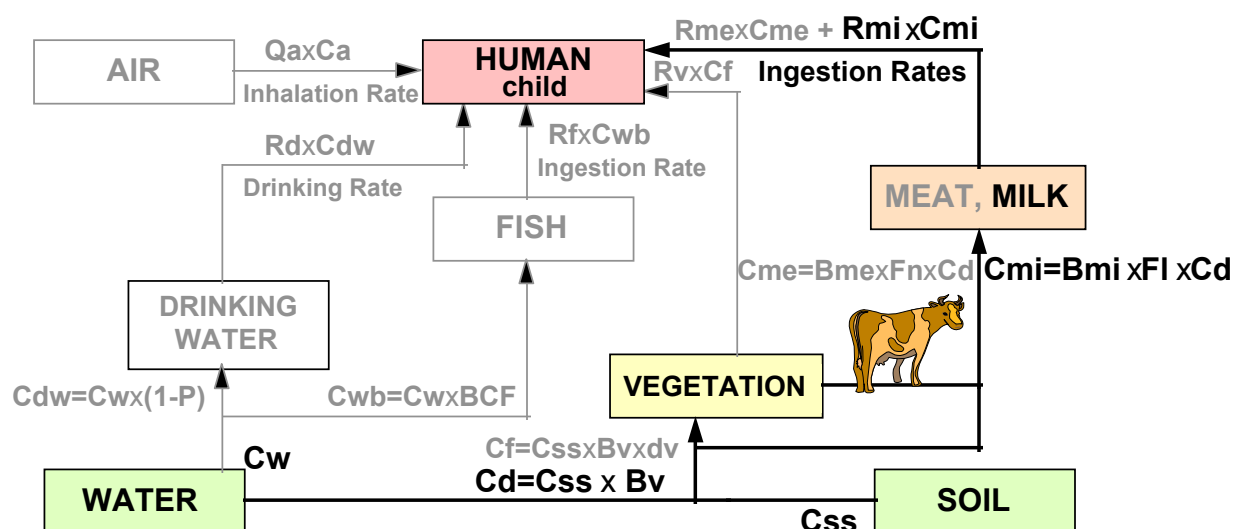 RmexCme + Rmi xCmi
QaxCa
AIR
HUMAN
child
RvxCf
Ingestion Rates
Inhalation Rate
RdxCdw
RfxCwb
Drinking Rate
Ingestion Rate
MEAT, MILK
FISH
Cme=BmexFnxCd
Cmi=Bmi xFl xCd
DRINKING
WATER
VEGETATION
Cdw=Cwx(1-P)
Cwb=CwxBCF
Cf=CssxBvxdv
Cw
Cd=Css x Bv
WATER
SOIL
Css